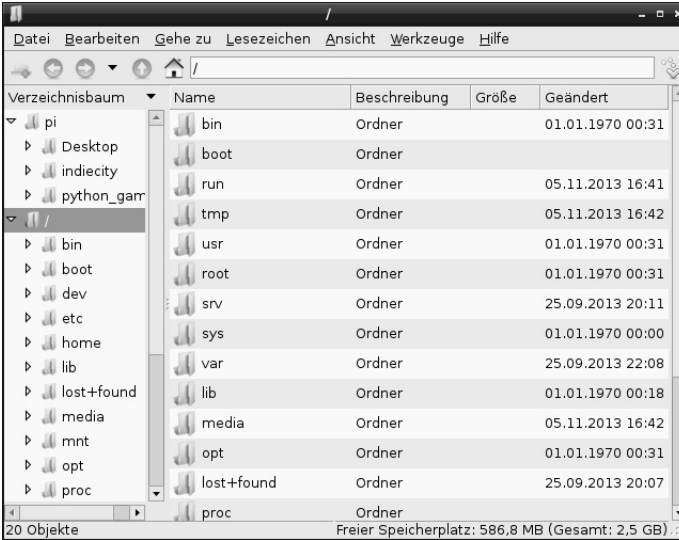 /
Datei Bearbeiten Gehe zu Lesezeichen Ansicht Werkzeuge Hilfe
/
Verzeichnisbaum
pi
Desktop
indiecity
python_gam
/
bin
boot
dev
etc
home
lib
lost+found
media
mnt
opt
proc
Name Beschreibung Größe Geändert
bin Ordner 01.01.1970 00:31
boot Ordner
run Ordner 05.11.2013 16:41
tmp Ordner 05.11.2013 16:42
usr Ordner 01.01.1970 00:31
root Ordner 01.01.1970 00:31
srv Ordner 25.09.2013 20:11
sys Ordner 01.01.1970 00:00
var Ordner 25.09.2013 22:08
lib Ordner 01.01.1970 00:18
media Ordner 05.11.2013 16:42
opt Ordner 01.01.1970 00:31
lost+found Ordner 25.09.2013 20:07
proc Ordner
20 Objekte Freier Speicherplatz: 586,8 MB (Gesamt: 2,5 GB)